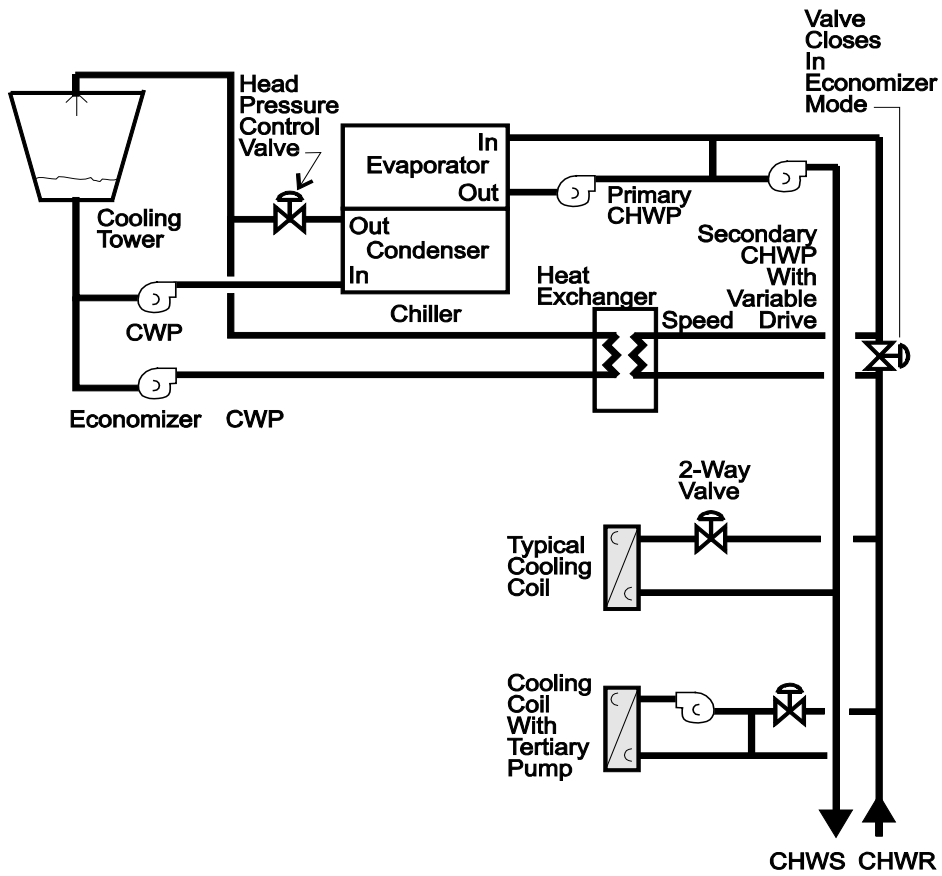 Valve
Closes
In
Economizer
Mode
Head
Pressure
Control
Valve
In
Evaporator
Out
Primary
CHWP
Cooling
Tower
Out
Condenser
In
Secondary
CHWP
With
Variable
Speed Drive
Heat
Exchanger
Chiller
CWP
Economizer CWP
2-Way
Valve
Typical
Cooling
Coil
Cooling
Coil
With
Tertiary
Pump
CHWS CHWR